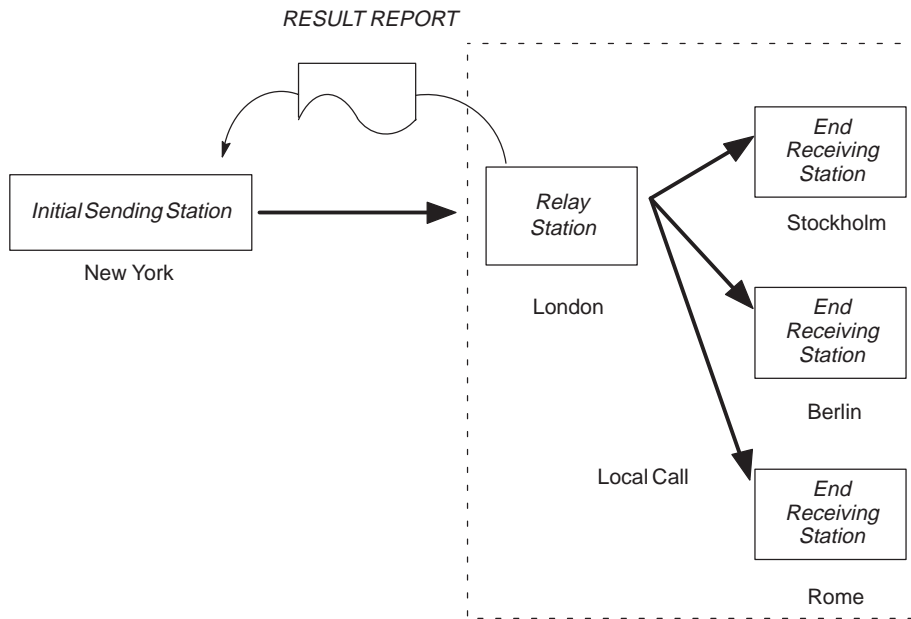 RESULT REPORT
End
Receiving
Station
Stockholm
Initial Sending Station
New York
Relay
Station
London
End
Receiving
Station
Berlin
Local Call
End
Receiving
Station
Rome